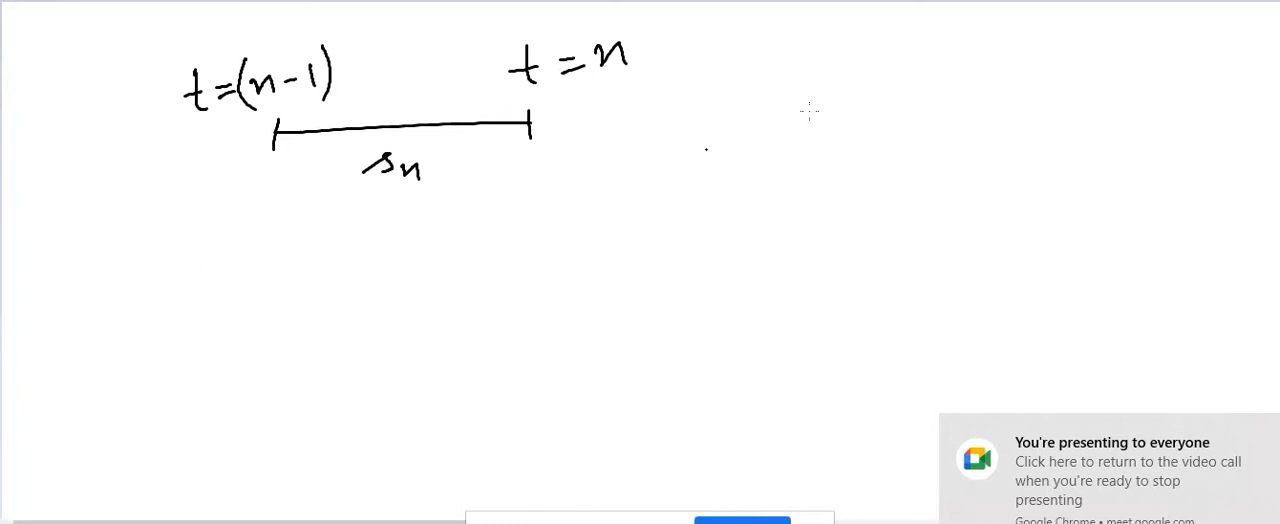 t=(n-1) t=n
sn
You're presenting to everyone
Click here to return to the video call
when you're ready to stop
presenting
Google Chrome • meet.google.com